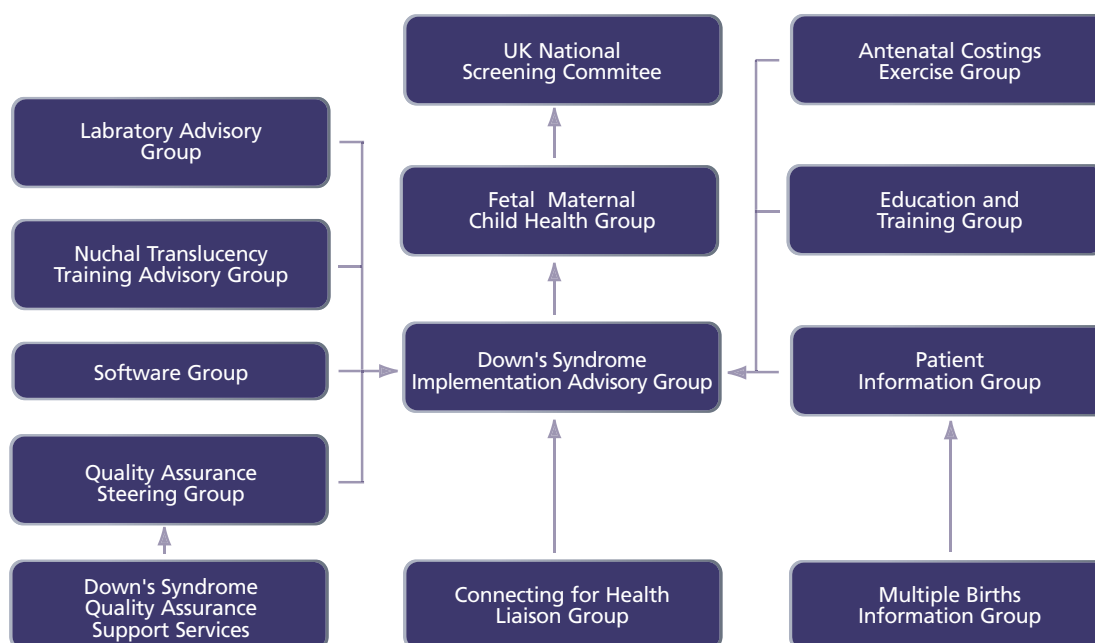 UK National
Screening Commitee
Antenatal Costings
Exercise Group
Labratory Advisory
Group
Fetal  Maternal
Child Health Group
Education and
Training Group
Nuchal Translucency
Training Advisory Group
Software Group
Down's Syndrome
Implementation Advisory Group
Patient
Information Group
Quality Assurance
Steering Group
Down's Syndrome
Quality Assurance
Support Services
Connecting for Health
Liaison Group
Multiple Births
Information Group